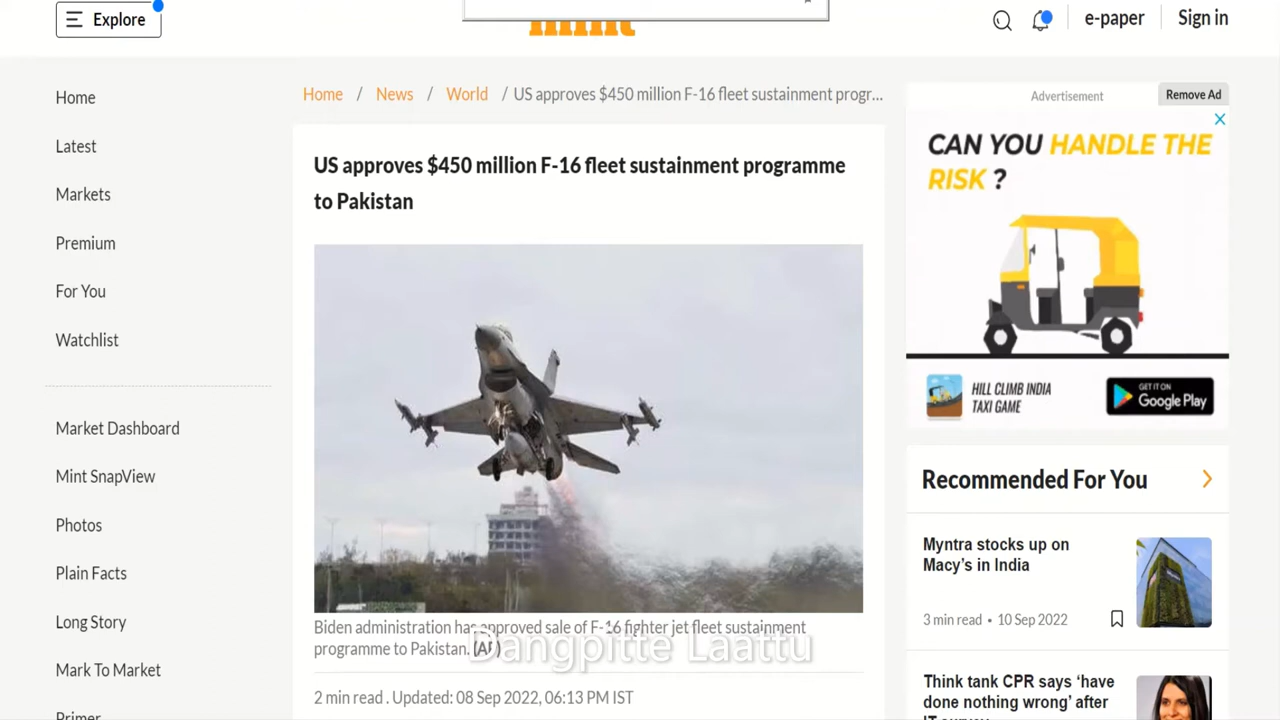 Explore
mint
e-paper
Sign in
Home
Latest
Markets
Premium
For You
Watchlist
Market Dashboard
Mint SnapView
Photos
Plain Facts
Long Story
Mark To Market
Primer
Home / News / World / US approves $450 million F-16 fleet sustainment progr...
US approves $450 million F-16 fleet sustainment programme
to Pakistan
Biden administration has approved sale of F-16 fighter jet fleet sustainment
programme to Pakistan. (AP)
Dangpitte Laattu
2 min read . Updated: 08 Sep 2022, 06:13 PM IST
Advertisement
Remove Ad
CAN YOU HANDLE THE
RISK ?
HILL CLIMB INDIA
TAXI GAME
GET IT ON
Google Play
Recommended For You
Myntra stocks up on
Macy's in India
3 min read • 10 Sep 2022
Think tank CPR says 'have
done nothing wrong' after
IT survey